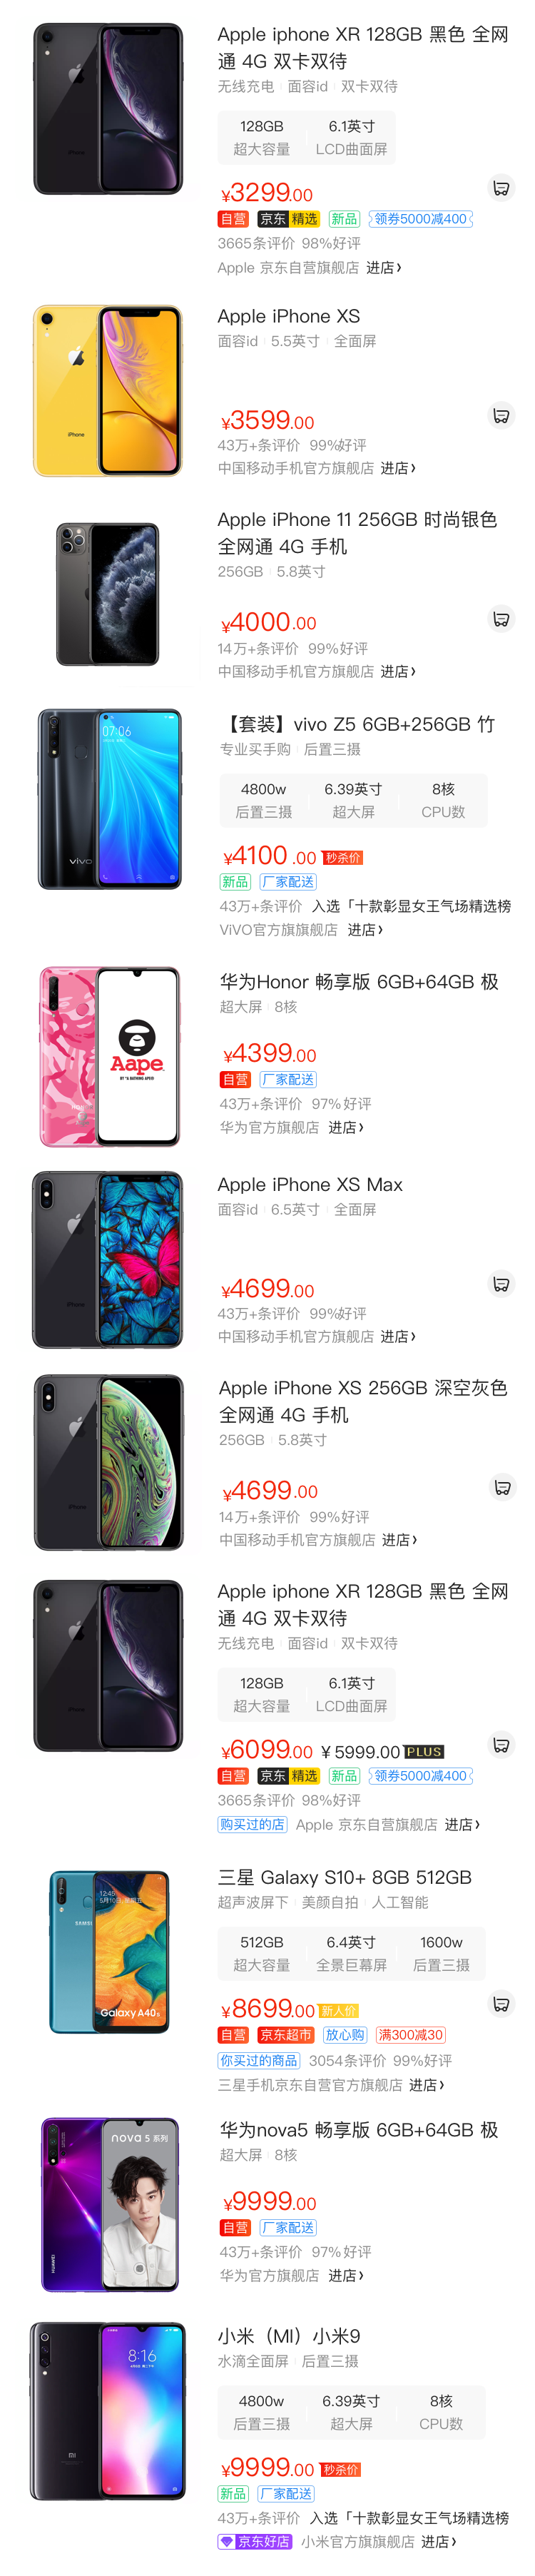 Apple iphone XR 128GB 黑色 全网
通 4G 双卡双待
无线充电 面容id 双卡双待
128GB 6.1英寸
超大容量 LCD曲面屏
¥3299.00
自营 京东精选 新品 领券5000减400
3665条评价 98%好评
Apple 京东自营旗舰店 进店›
iPhone
Apple iPhone XS
面容id 5.5英寸 全面屏
¥3599.00
43万+条评价 99%好评
中国移动手机官方旗舰店 进店›
Apple iPhone 11 256GB 时尚银色
全网通 4G 手机
256GB 5.8英寸
¥4000.00
14万+条评价 99%好评
中国移动手机官方旗舰店 进店›
07:06
vivo
【套装】vivo Z5 6GB+256GB 竹
专业买手购 后置三摄
4800w 6.39英寸 8核
后置三摄 超大屏 CPU数
¥4100.00 秒杀价
新品 厂家配送
43万+条评价 入选「十款彰显女王气场精选榜
ViVO官方旗旗舰店 进店›
Aape
BY *A BATHING APE®
华为Honor 畅享版 6GB+64GB 极
超大屏 8核
¥4399.00
自营 厂家配送
43万+条评价 97%好评
华为官方旗舰店 进店›
iPhone
Apple iPhone XS Max
面容id 6.5英寸 全面屏
¥4699.00
43万+条评价 99%好评
中国移动手机官方旗舰店 进店›
iPhone
Apple iPhone XS 256GB 深空灰色
全网通 4G 手机
256GB 5.8英寸
¥4699.00
14万+条评价 99%好评
中国移动手机官方旗舰店 进店›
Apple iphone XR 128GB 黑色 全网
通 4G 双卡双待
无线充电 面容id 双卡双待
128GB 6.1英寸
超大容量 LCD曲面屏
¥6099.00 ¥5999.00 PLUS
自营 京东精选 新品 领券5000减400
3665条评价 98%好评
购买过的店 Apple 京东自营旗舰店 进店›
12:45
Galaxy A40s
三星 Galaxy S10+ 8GB 512GB
超声波屏下 美颜自拍 人工智能
512GB 6.4英寸 1600w
超大容量 全景巨幕屏 后置三摄
¥8699.00 新人价
自营 京东超市 放心购 满300减30
你买过的商品 3054条评价 99%好评
三星手机京东自营官方旗舰店 进店›
nova 5 系列
HUAWEI
华为nova5 畅享版 6GB+64GB 极
超大屏 8核
¥9999.00
自营 厂家配送
43万+条评价 97%好评
华为官方旗舰店 进店›
8:16
MI
小米（MI）小米9
水滴全面屏 后置三摄
4800w 6.39英寸 8核
后置三摄 超大屏 CPU数
¥9999.00 秒杀价
新品 厂家配送
43万+条评价 入选「十款彰显女王气场精选榜
京东好店 小米官方旗旗舰店 进店›